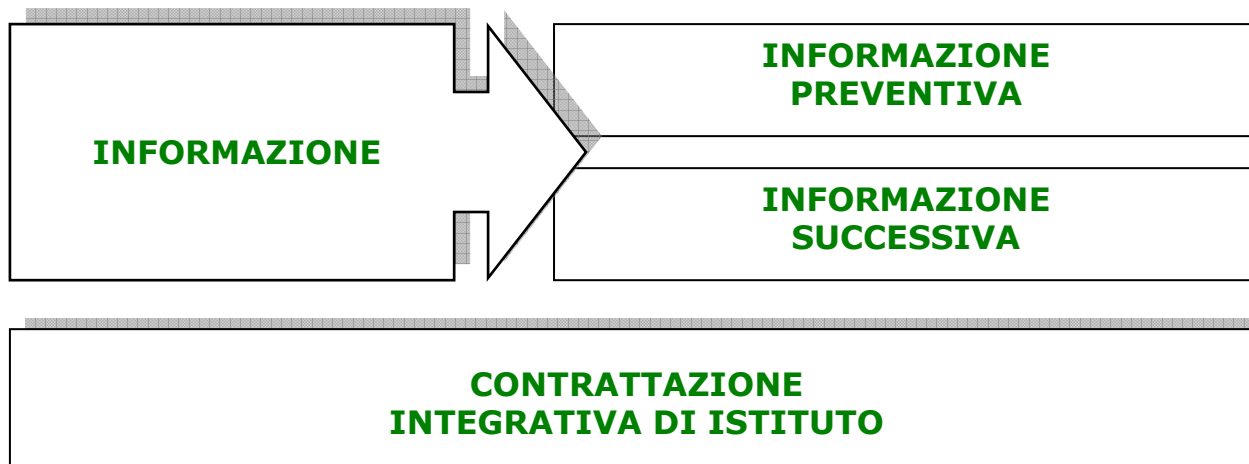 INFORMAZIONE
INFORMAZIONE
PREVENTIVA
INFORMAZIONE
SUCCESSIVA
CONTRATTAZIONE
INTEGRATIVA DI ISTITUTO